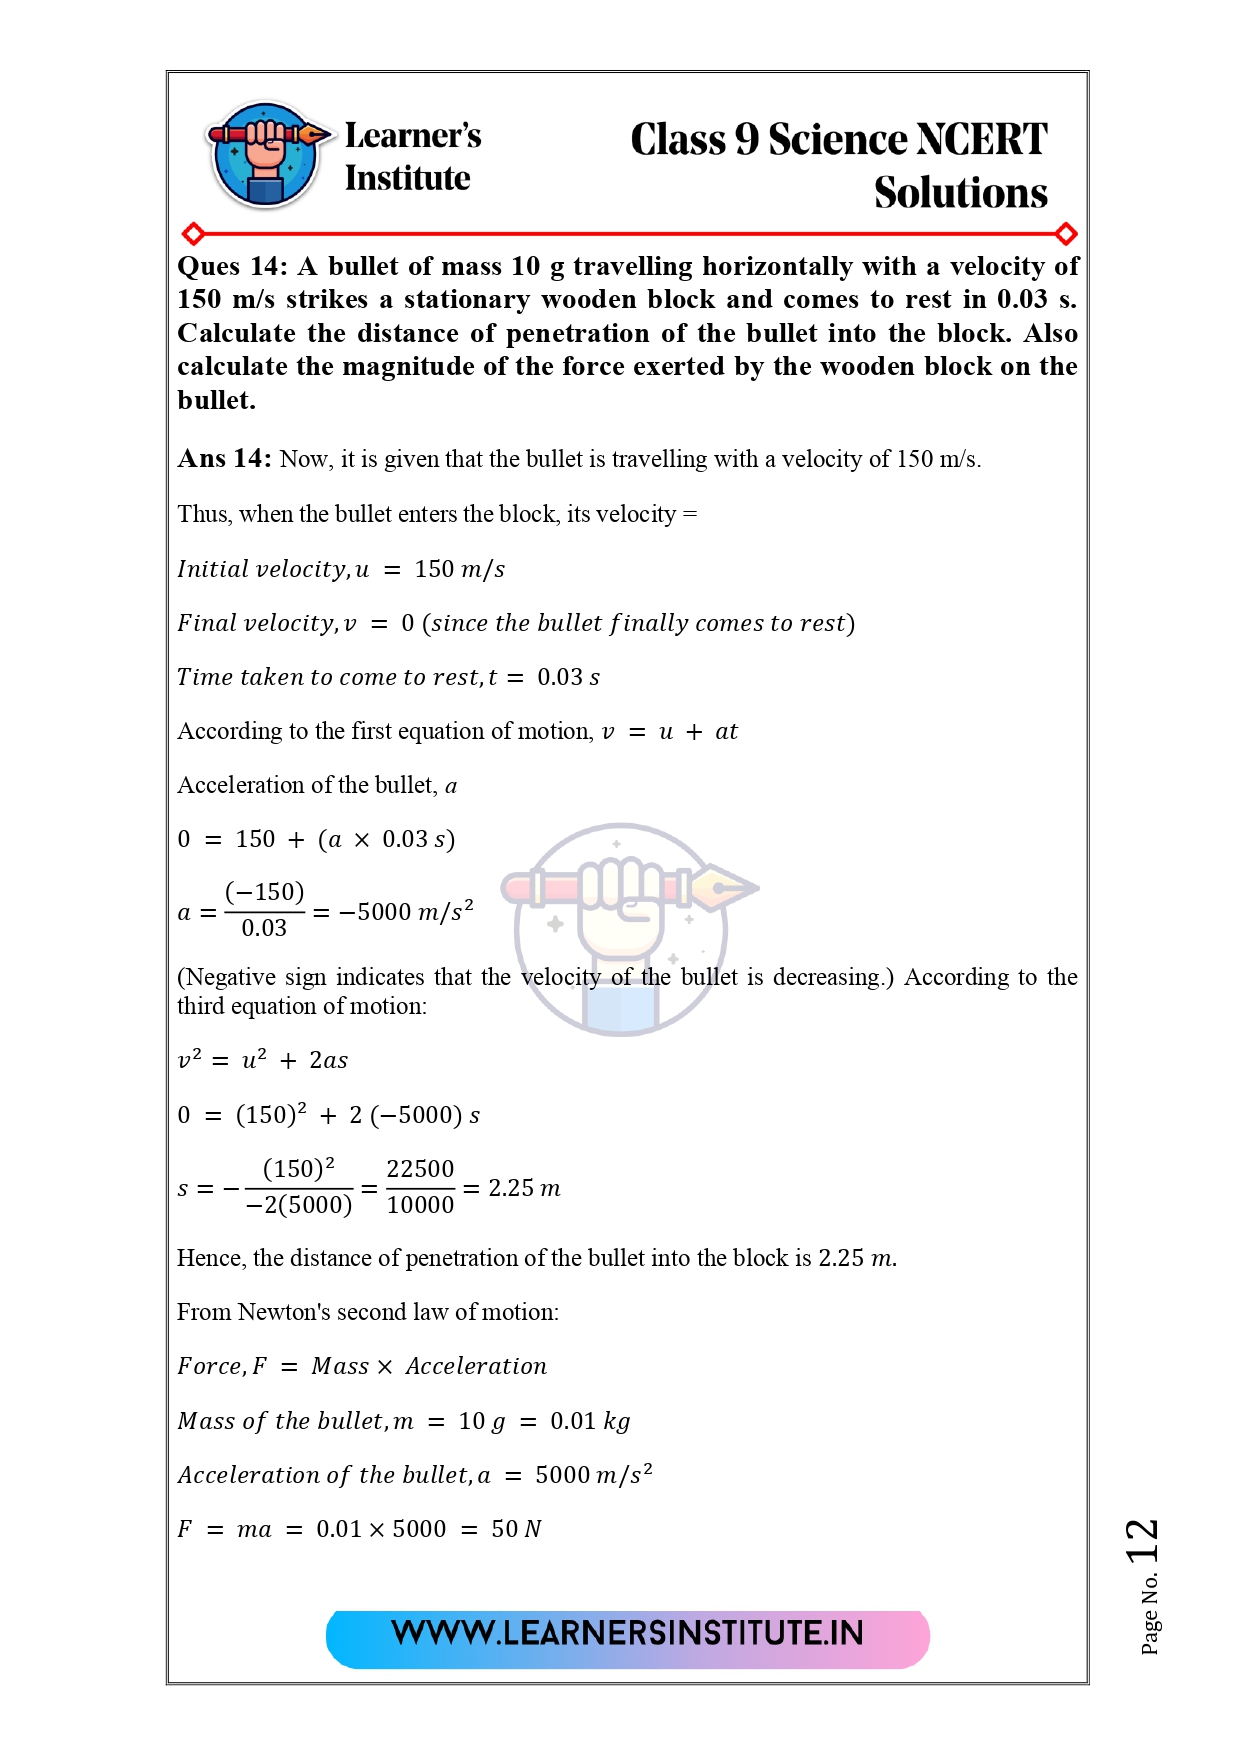 Learner's
Institute
Class 9 Science NCERT
Solutions
Ques 14: A bullet of mass 10 g travelling horizontally with a velocity of
150 m/s strikes a stationary wooden block and comes to rest in 0.03 s.
Calculate the distance of penetration of the bullet into the block. Also
calculate the magnitude of the force exerted by the wooden block on the
bullet.
Ans 14: Now, it is given that the bullet is travelling with a velocity of 150 m/s.
Thus, when the bullet enters the block, its velocity =
Initial velocity, u = 150 m/s
Final velocity, v = 0 (since the bullet finally comes to rest)
Time taken to come to rest, t = 0.03 s
According to the first equation of motion, v = u + at
Acceleration of the bullet, a
0 = 150 + (a × 0.03 s)
a = (−150)/0.03 = −5000 m/s²
(Negative sign indicates that the velocity of the bullet is decreasing.) According to the
third equation of motion:
v² = u² + 2as
0 = (150)² + 2 (−5000) s
s = − (150)²/−2(5000) = 22500/10000 = 2.25 m
Hence, the distance of penetration of the bullet into the block is 2.25 m.
From Newton's second law of motion:
Force, F = Mass × Acceleration
Mass of the bullet, m = 10 g = 0.01 kg
Acceleration of the bullet, a = 5000 m/s²
F = ma = 0.01 × 5000 = 50 N
WWW.LEARNERSINSTITUTE.IN
Page No. 12